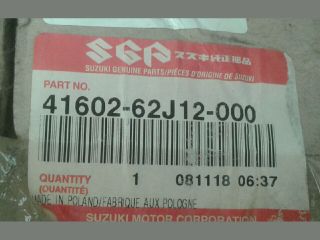 SGP スズキ純正部品
SUZUKI GENUINE PARTS/PIÈCES D'ORIGINE DE SUZUKI
PART NO.
41602-62J12-000
QUANTITY 1 081118 06:37
(QUANTITÉ)
MADE IN POLAND/FABRIQUE AUX.POLOGNE
SUZUKI MOTOR CORPORATION